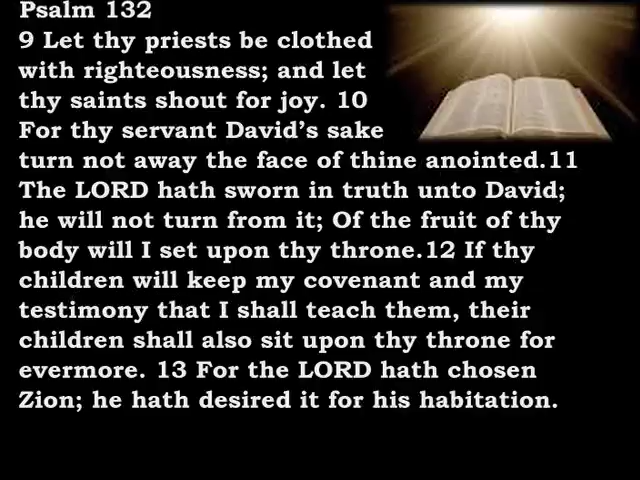 Psalm 132
9 Let thy priests be clothed
with righteousness; and let
thy saints shout for joy. 10
For thy servant David's sake
turn not away the face of thine anointed.11
The LORD hath sworn in truth unto David;
he will not turn from it; Of the fruit of thy
body will I set upon thy throne.12 If thy
children will keep my covenant and my
testimony that I shall teach them, their
children shall also sit upon thy throne for
evermore. 13 For the LORD hath chosen
Zion; he hath desired it for his habitation.